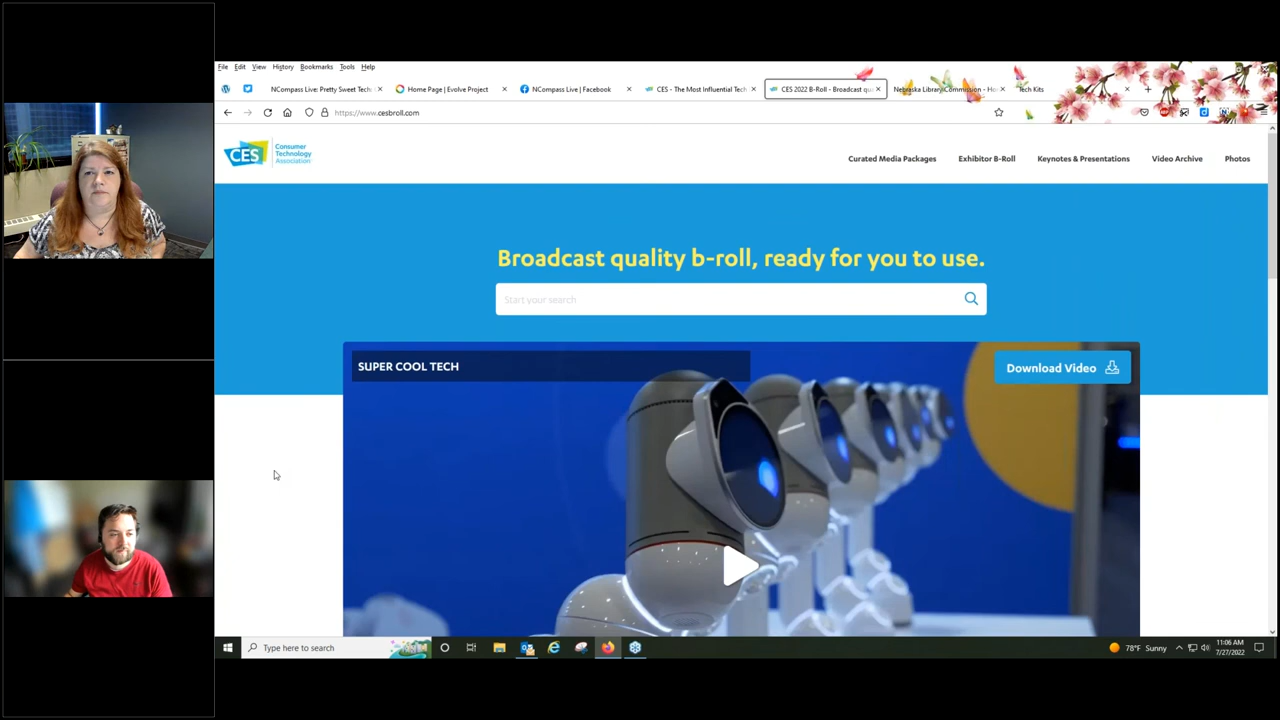 File Edit View History Bookmarks Tools Help
NCompass Live: Pretty Sweet Tech
Home Page | Evolve Project
NCompass Live | Facebook
CES - The Most Influential Tech
CES 2022 B-Roll - Broadcast qu
Nebraska Library Commission - Ho
Tech Kits
https://www.cesbroll.com
CES Consumer Technology Association
Curated Media Packages
Exhibitor B-Roll
Keynotes & Presentations
Video Archive
Photos
Broadcast quality b-roll, ready for you to use.
Start your search
SUPER COOL TECH
Download Video
Type here to search
78°F Sunny
11:06 AM
7/27/2022